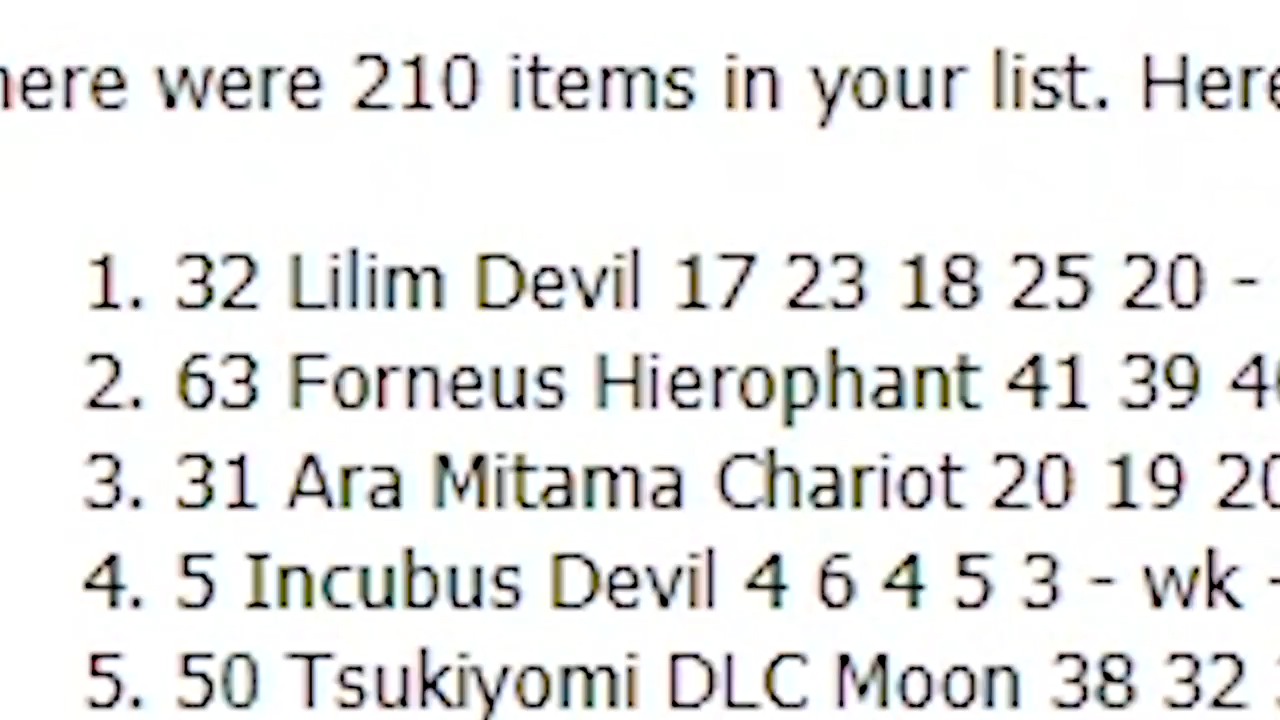 here were 210 items in your list. Here
1. 32 Lilim Devil 17 23 18 25 20 -
2. 63 Forneus Hierophant 41 39 4
3. 31 Ara Mitama Chariot 20 19 20
4. 5 Incubus Devil 4 6 4 5 3 - wk -
5. 50 Tsukiyomi DLC Moon 38 32